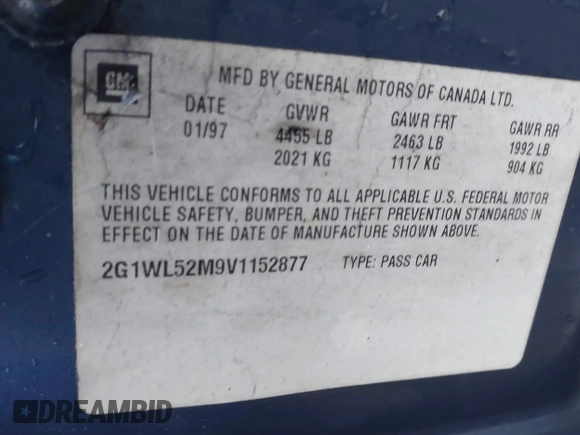 GM
MFD BY GENERAL MOTORS OF CANADA LTD.
DATE GVWR GAWR FRT GAWR RR
01/97 4455 LB 2463 LB 1992 LB
2021 KG 1117 KG 904 KG
THIS VEHICLE CONFORMS TO ALL APPLICABLE U.S. FEDERAL MOTOR
VEHICLE SAFETY, BUMPER, AND THEFT PREVENTION STANDARDS IN
EFFECT ON THE DATE OF MANUFACTURE SHOWN ABOVE.
2G1WL52M9V1152877 TYPE: PASS CAR
DREAMBID